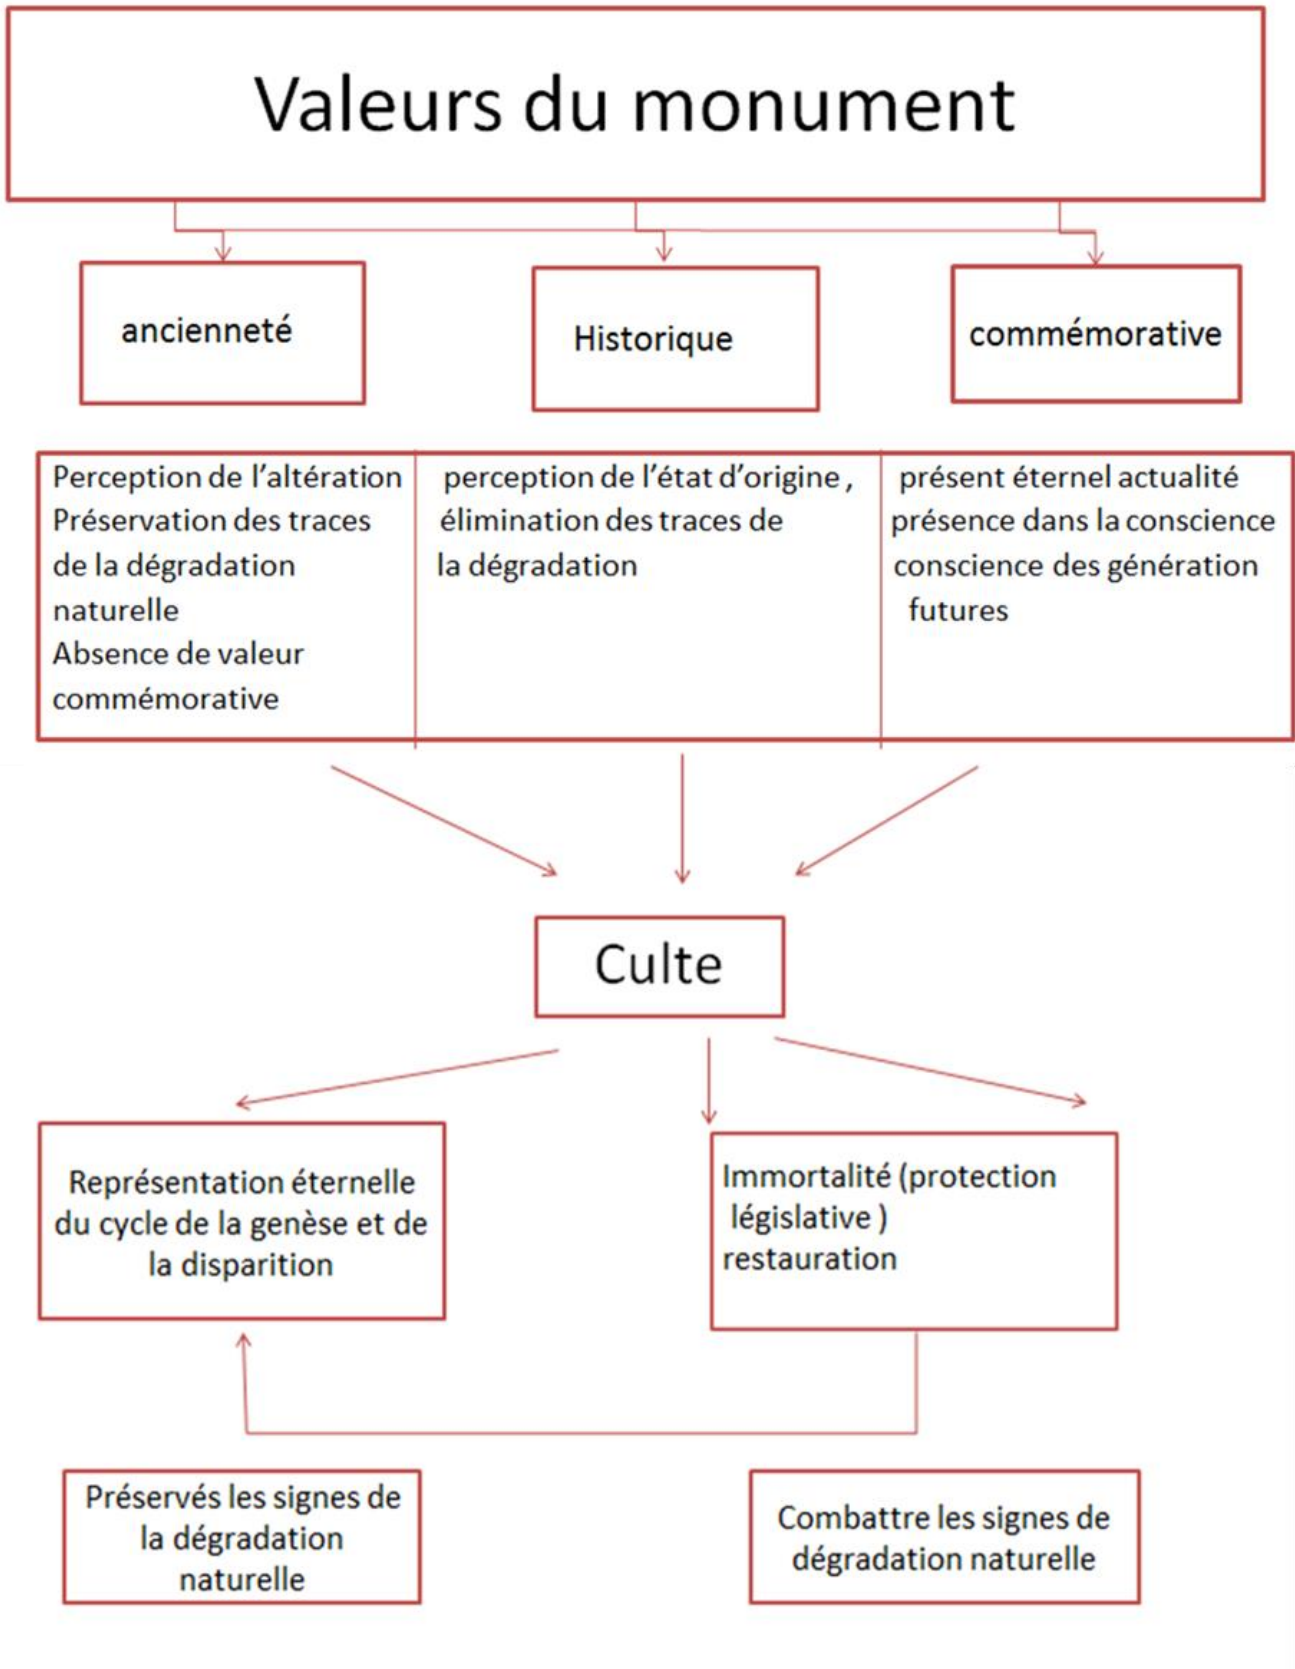 Valeurs du monument
ancienneté
Historique
commémorative
Perception de l'altération
Préservation des traces
de la dégradation
naturelle
Absence de valeur
commémorative
perception de l'état d'origine ,
élimination des traces de
la dégradation
présent éternel actualité
présence dans la conscience
conscience des génération
futures
Culte
Représentation éternelle
du cycle de la genèse et de
la disparition
Immortalité (protection
législative )
restauration
Préservés les signes de
la dégradation
naturelle
Combattre les signes de
dégradation naturelle